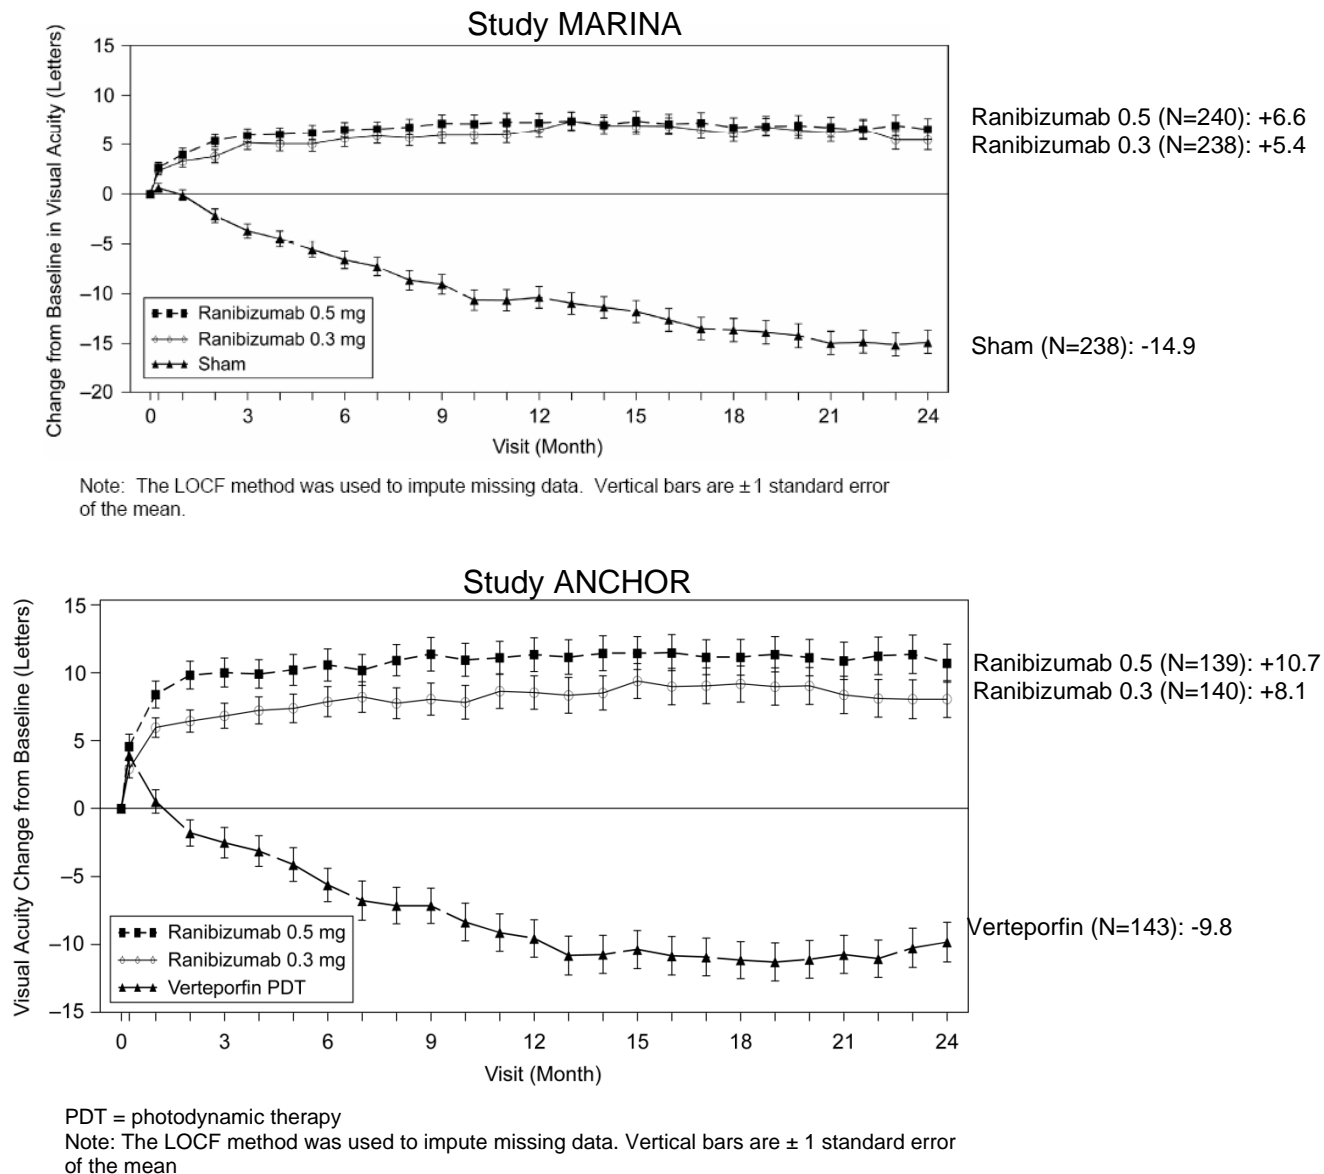 Study MARINA
Change from Baseline in Visual Acuity (Letters)
15
10
5
0
−5
−10
−15
−20
Ranibizumab 0.5 mg
Ranibizumab 0.3 mg
Sham
0 3 6 9 12 15 18 21 24
Visit (Month)
Ranibizumab 0.5 (N=240): +6.6
Ranibizumab 0.3 (N=238): +5.4
Sham (N=238): -14.9
Note: The LOCF method was used to impute missing data. Vertical bars are ±1 standard error
of the mean.
Study ANCHOR
Visual Acuity Change from Baseline (Letters)
15
10
5
0
−5
−10
−15
Ranibizumab 0.5 mg
Ranibizumab 0.3 mg
Verteporfin PDT
0 3 6 9 12 15 18 21 24
Visit (Month)
Ranibizumab 0.5 (N=139): +10.7
Ranibizumab 0.3 (N=140): +8.1
Verteporfin (N=143): -9.8
PDT = photodynamic therapy
Note: The LOCF method was used to impute missing data. Vertical bars are ± 1 standard error
of the mean